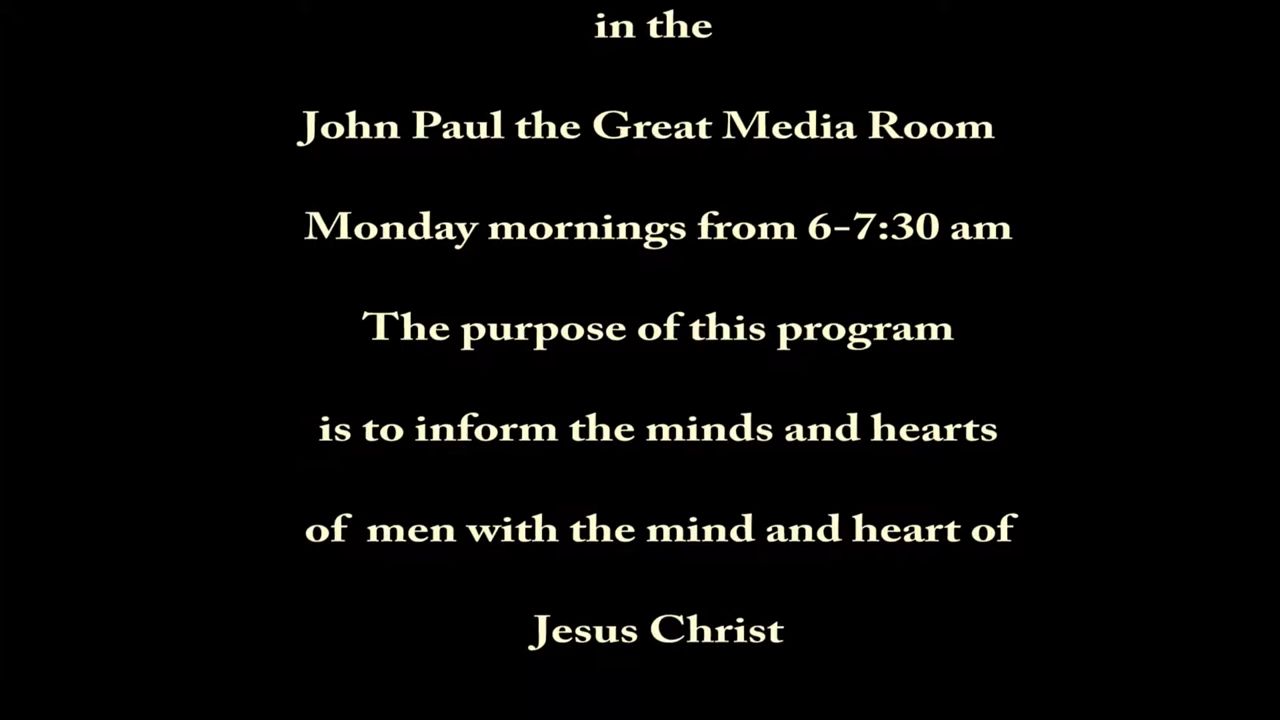 in the
John Paul the Great Media Room
Monday mornings from 6-7:30 am
The purpose of this program
is to inform the minds and hearts
of men with the mind and heart of
Jesus Christ